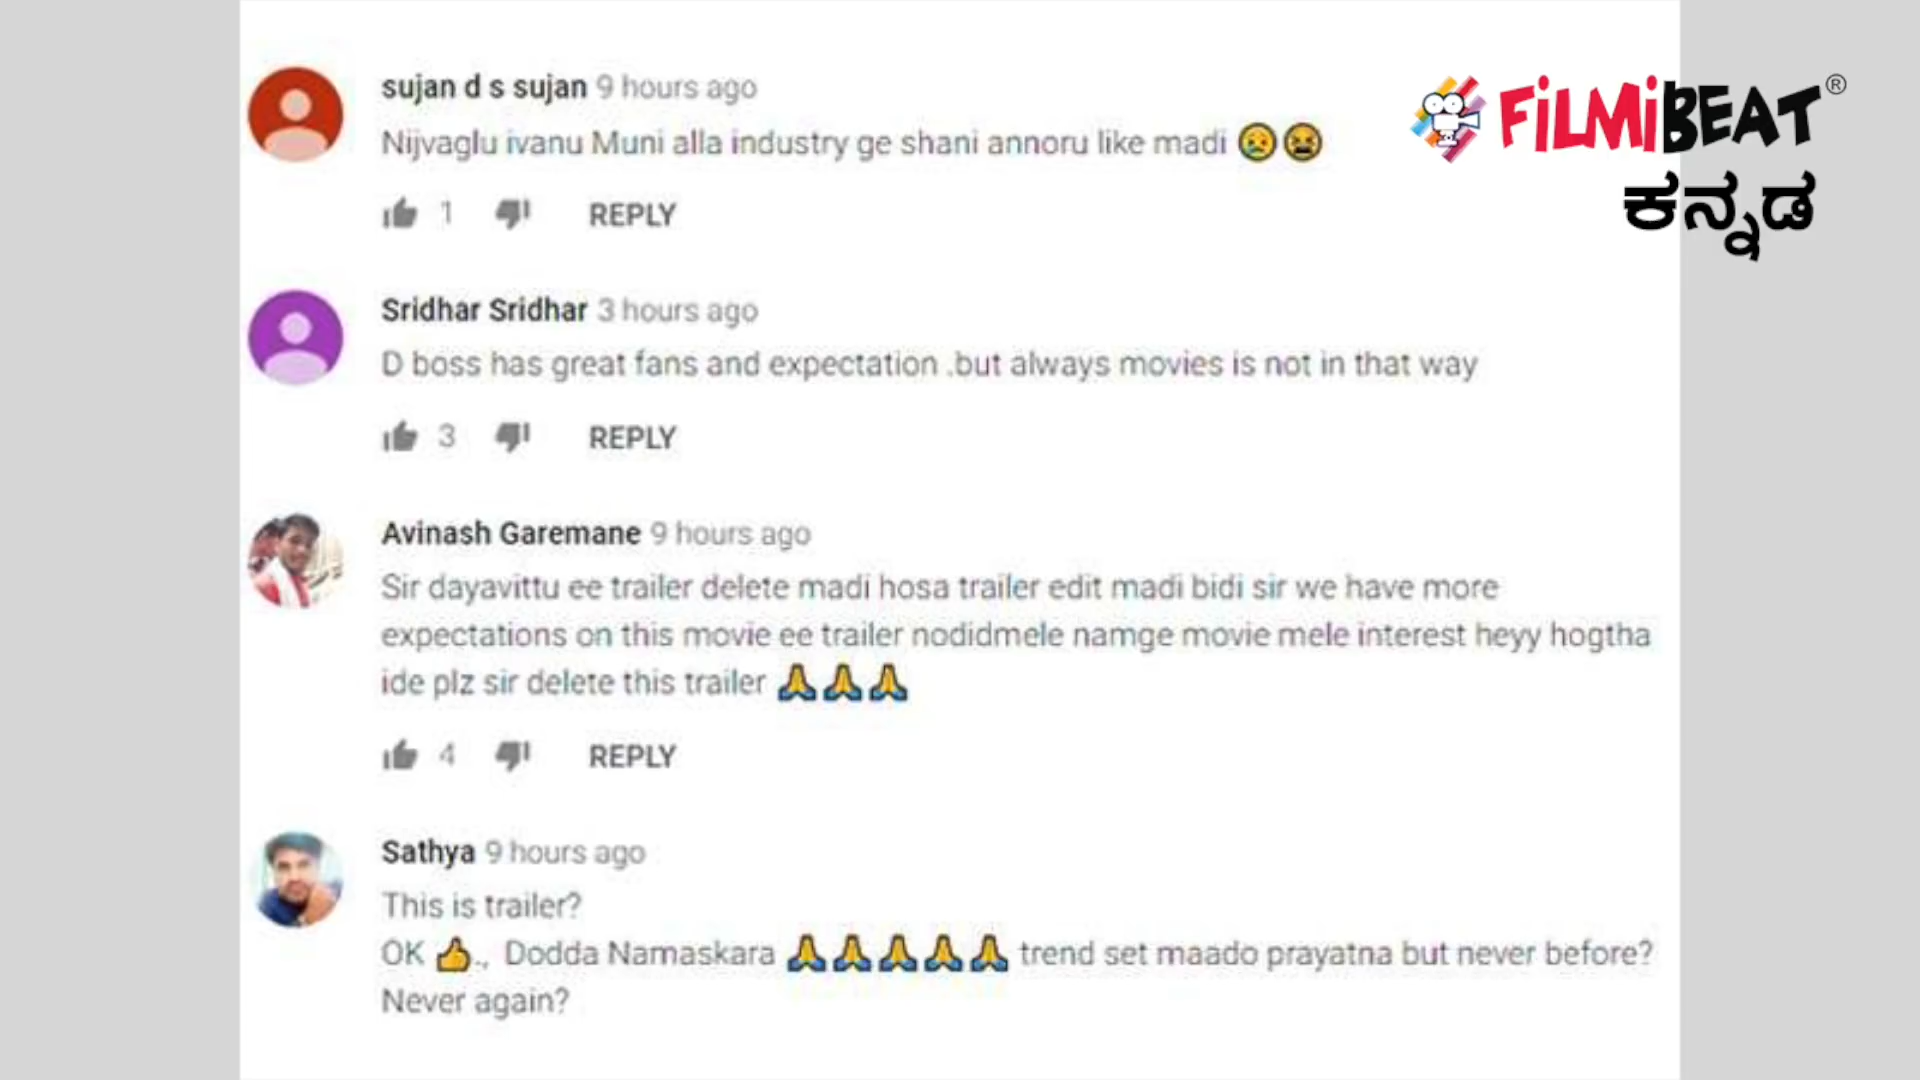 sujan d s sujan 9 hours ago
Nijvaglu ivanu Muni alla industry ge shani annoru like madi 😥😫
1 REPLY
FiLMiBEAT®
ಕನ್ನಡ
Sridhar Sridhar 3 hours ago
D boss has great fans and expectation .but always movies is not in that way
3 REPLY
Avinash Garemane 9 hours ago
Sir dayavittu ee trailer delete madi hosa trailer edit madi bidi sir we have more
expectations on this movie ee trailer nodidmele namge movie mele interest heyy hogtha
ide plz sir delete this trailer 🙏🙏🙏
4 REPLY
Sathya 9 hours ago
This is trailer?
OK 👍., Dodda Namaskara 🙏🙏🙏🙏🙏 trend set maado prayatna but never before?
Never again?